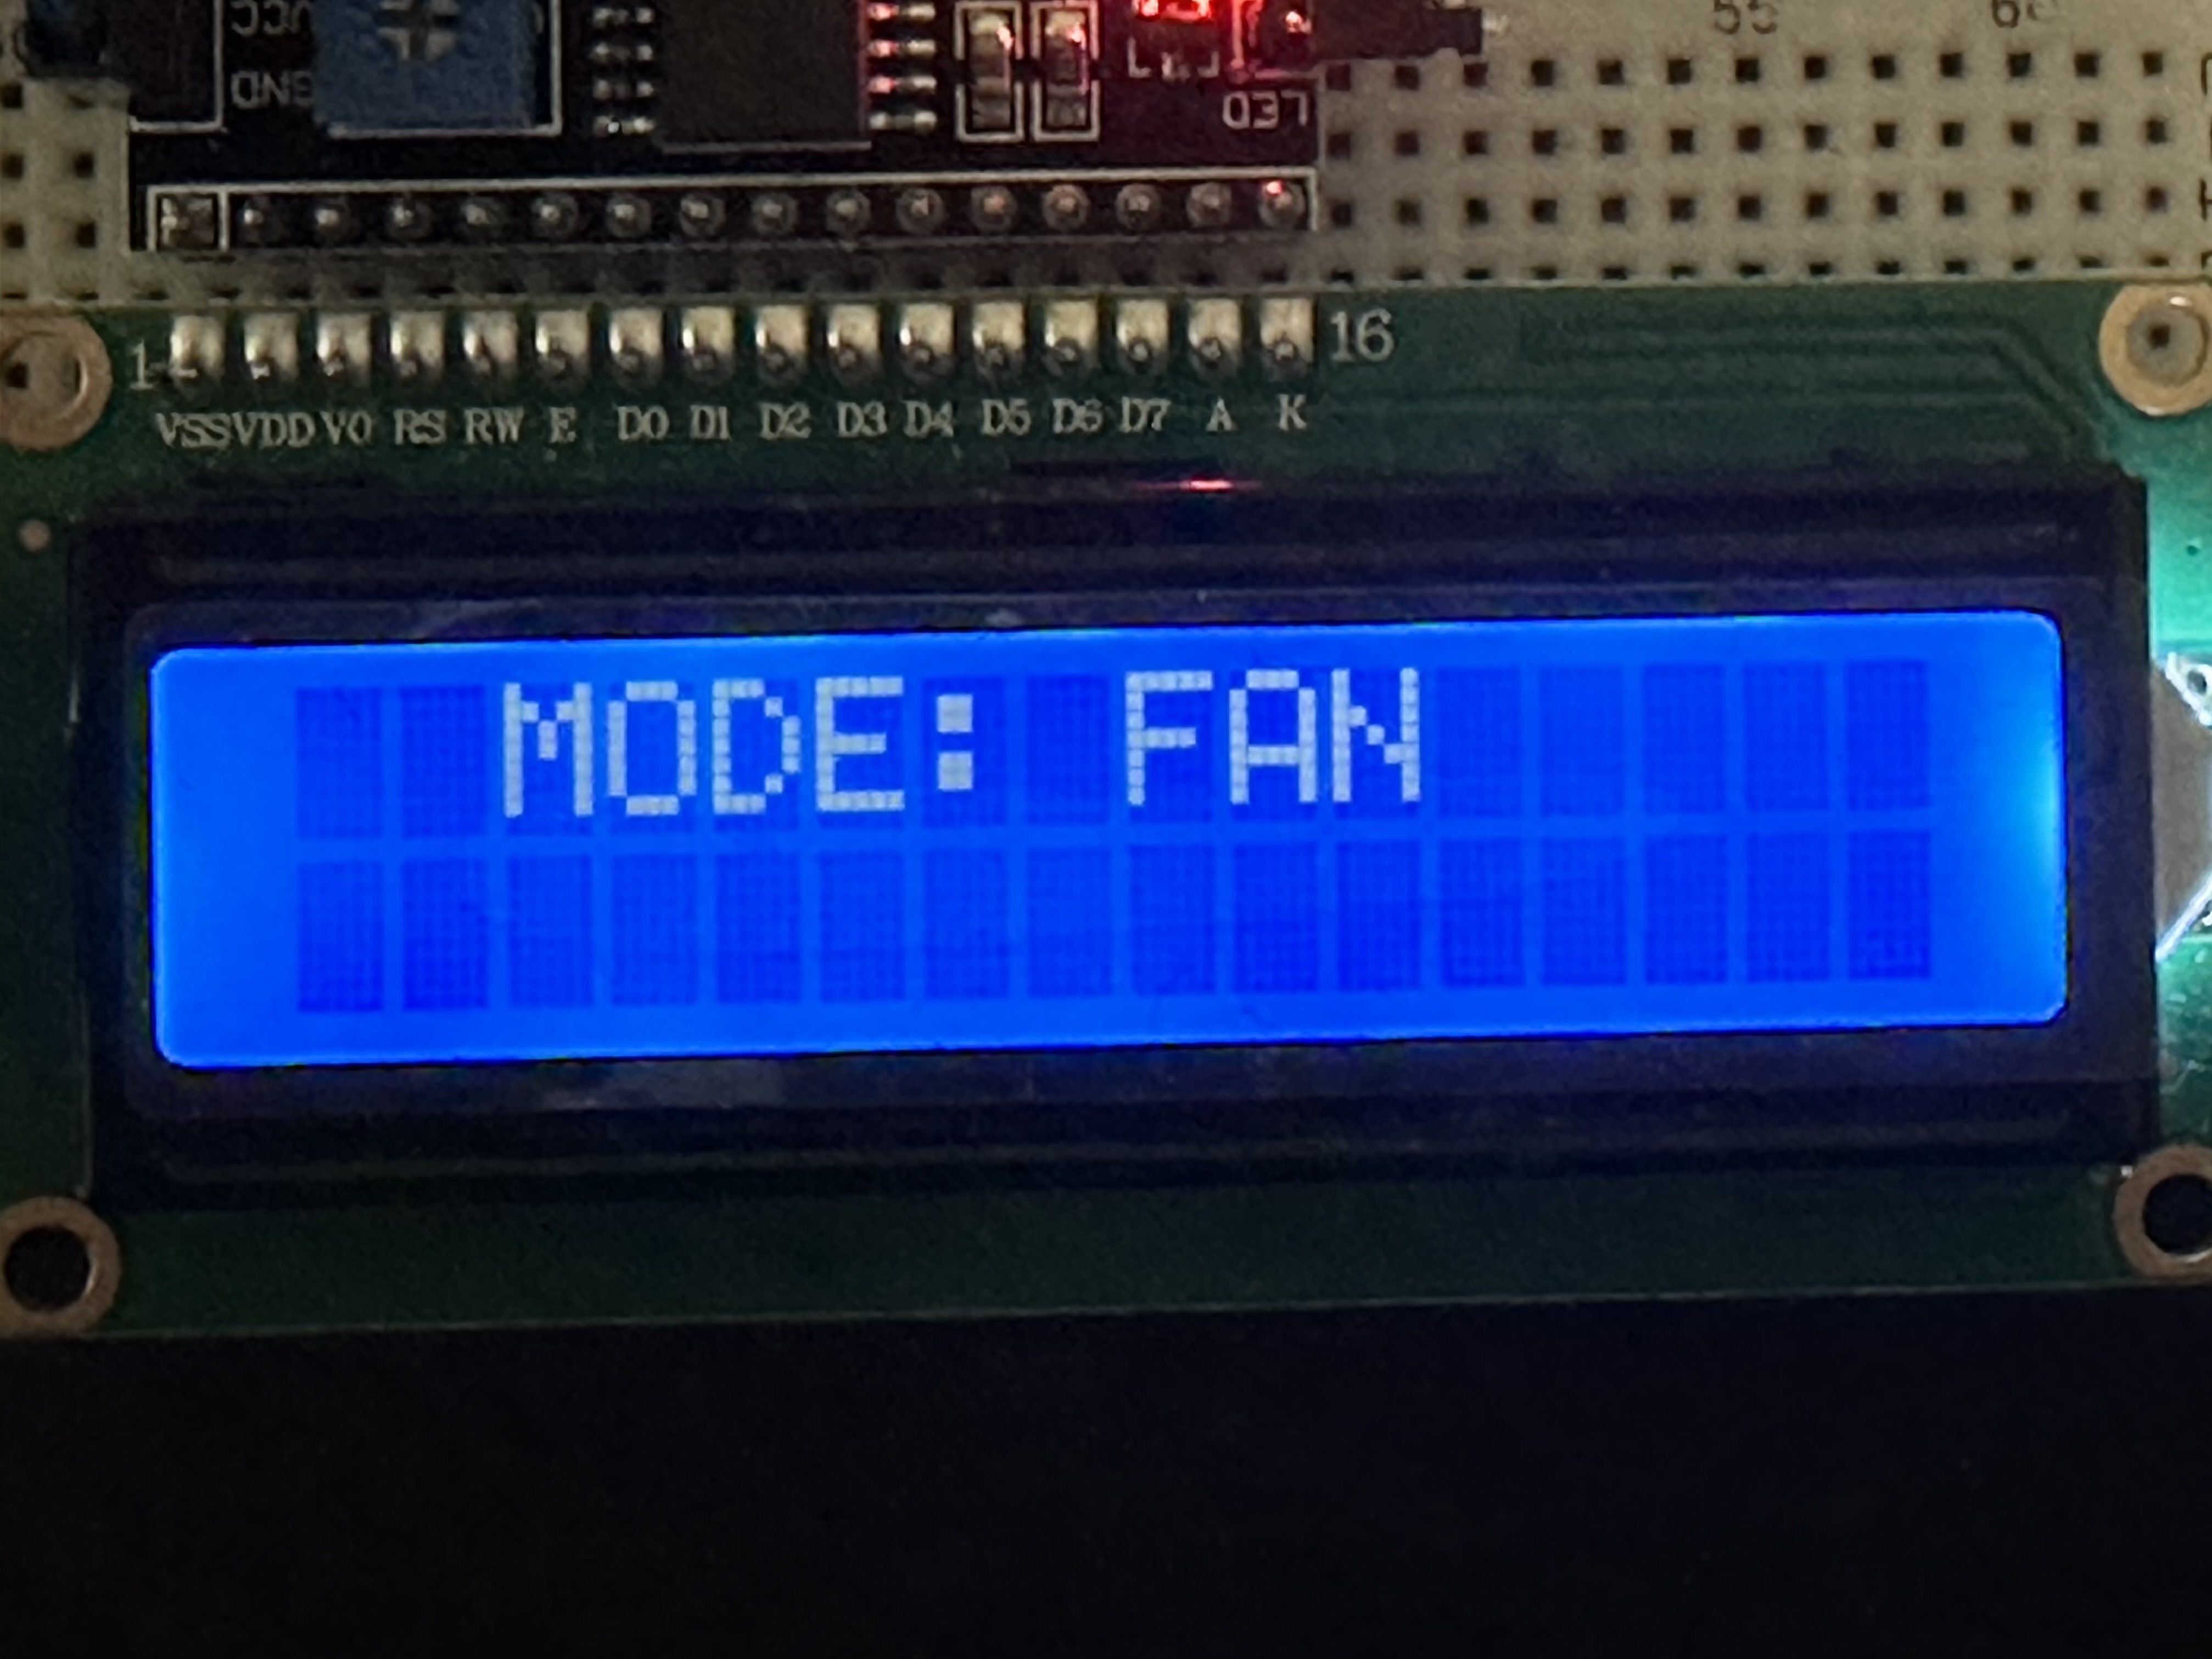 VCC
GND
LED
55
1
16
VSS VDD V0 RS RW E D0 D1 D2 D3 D4 D5 D6 D7 A K
MODE: FAN